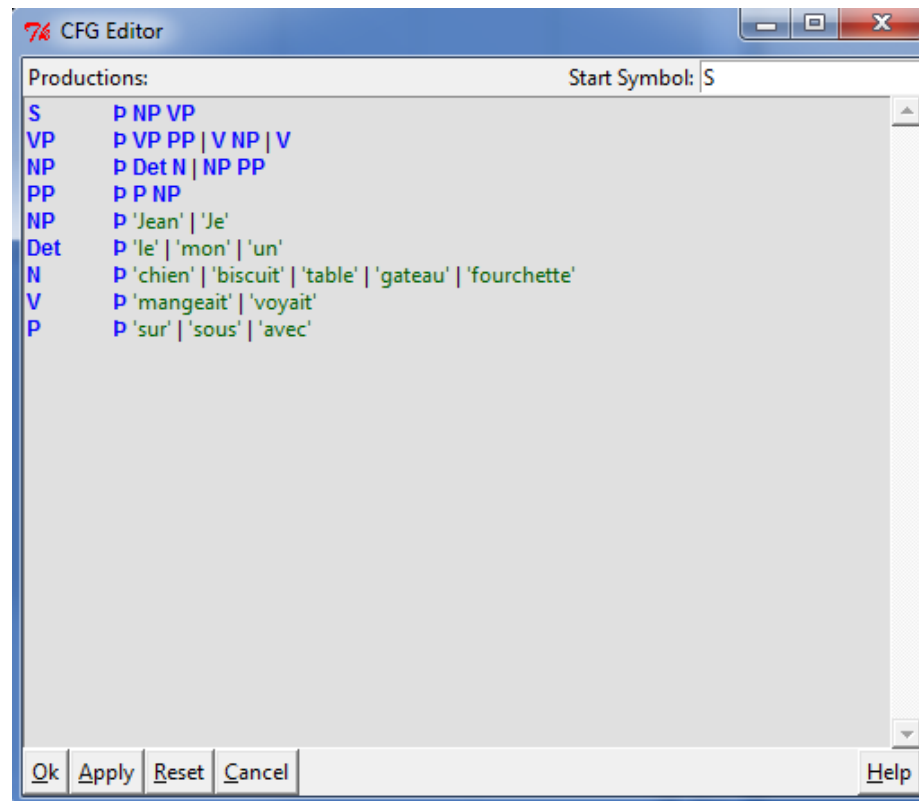 CFG Editor
Productions: Start Symbol: S
S Þ NP VP
VP Þ VP PP | V NP | V
NP Þ Det N | NP PP
PP Þ P NP
NP Þ 'Jean' | 'Je'
Det Þ 'le' | 'mon' | 'un'
N Þ 'chien' | 'biscuit' | 'table' | 'gateau' | 'fourchette'
V Þ 'mangeait' | 'voyait'
P Þ 'sur' | 'sous' | 'avec'
Ok Apply Reset Cancel Help